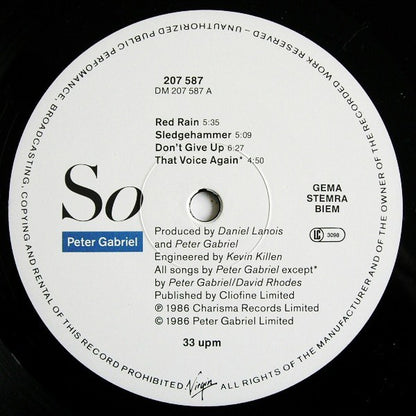 OF THE MANUFACTURER AND OF THE OWNER OF THE RECORDED WORK RESERVED – UNAUTHORIZED PUBLIC PERFOMANCE, BROADCASTING, COPYING AND RENTAL OF THIS RECORD PROHIBITED
Virgin
ALL RIGHTS
207 587
DM 207 587 A
Red Rain 5:35
Sledgehammer 5:09
Don't Give Up 6:27
That Voice Again* 4:50
So
Peter Gabriel
GEMA
STEMRA
BIEM
LC 3098
Produced by Daniel Lanois
and Peter Gabriel
Engineered by Kevin Killen
All songs by Peter Gabriel except*
by Peter Gabriel/David Rhodes
Published by Cliofine Limited
℗ 1986 Charisma Records Limited
© 1986 Peter Gabriel Limited
33 upm